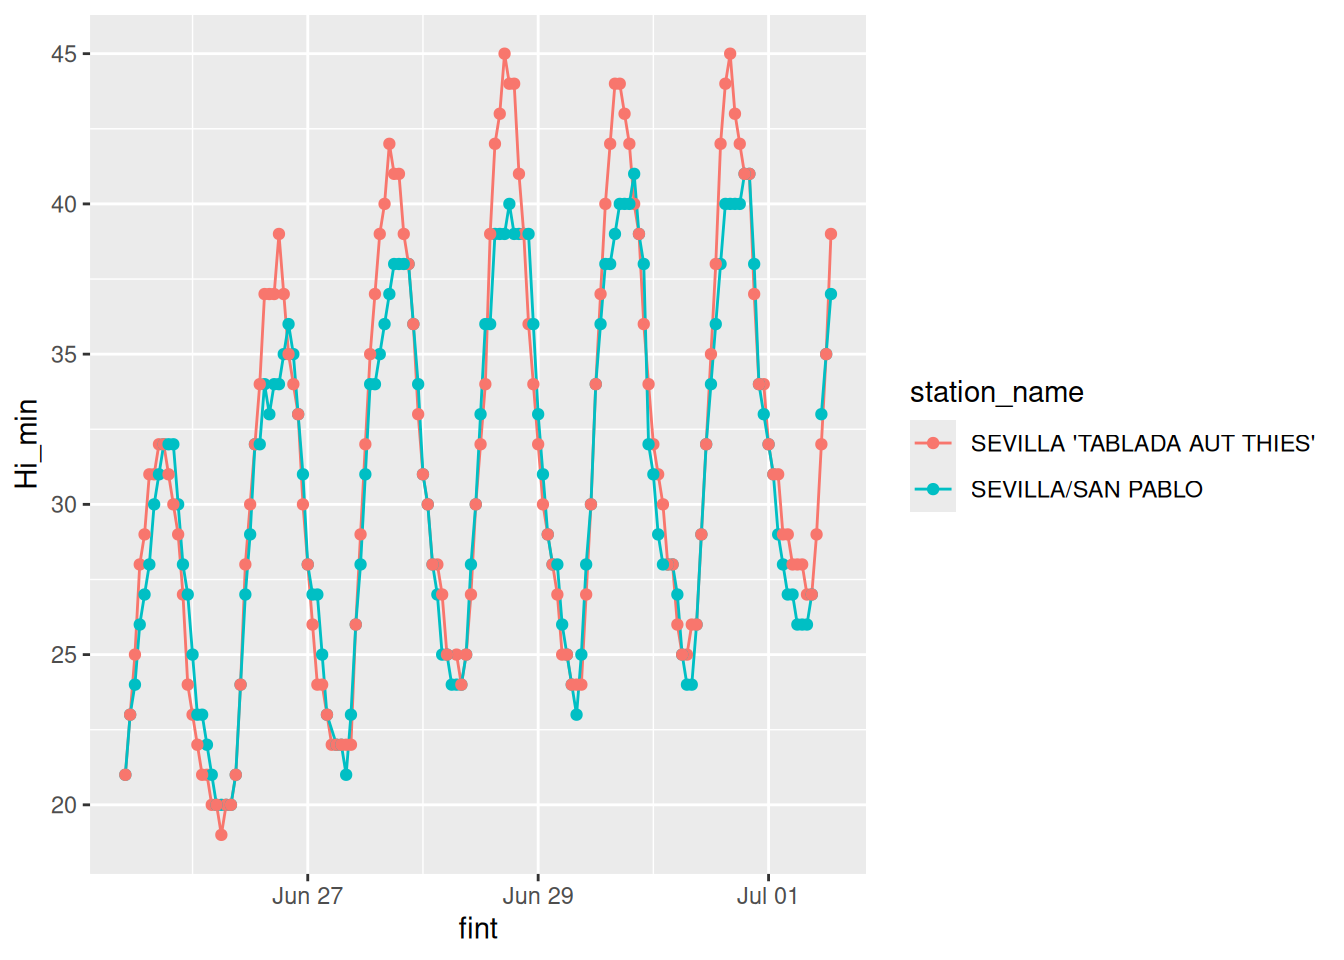 45
40
35
30
25
20
Hi_min
Jun 27
Jun 29
Jul 01
fint
station_name
SEVILLA 'TABLADA AUT THIES'
SEVILLA/SAN PABLO